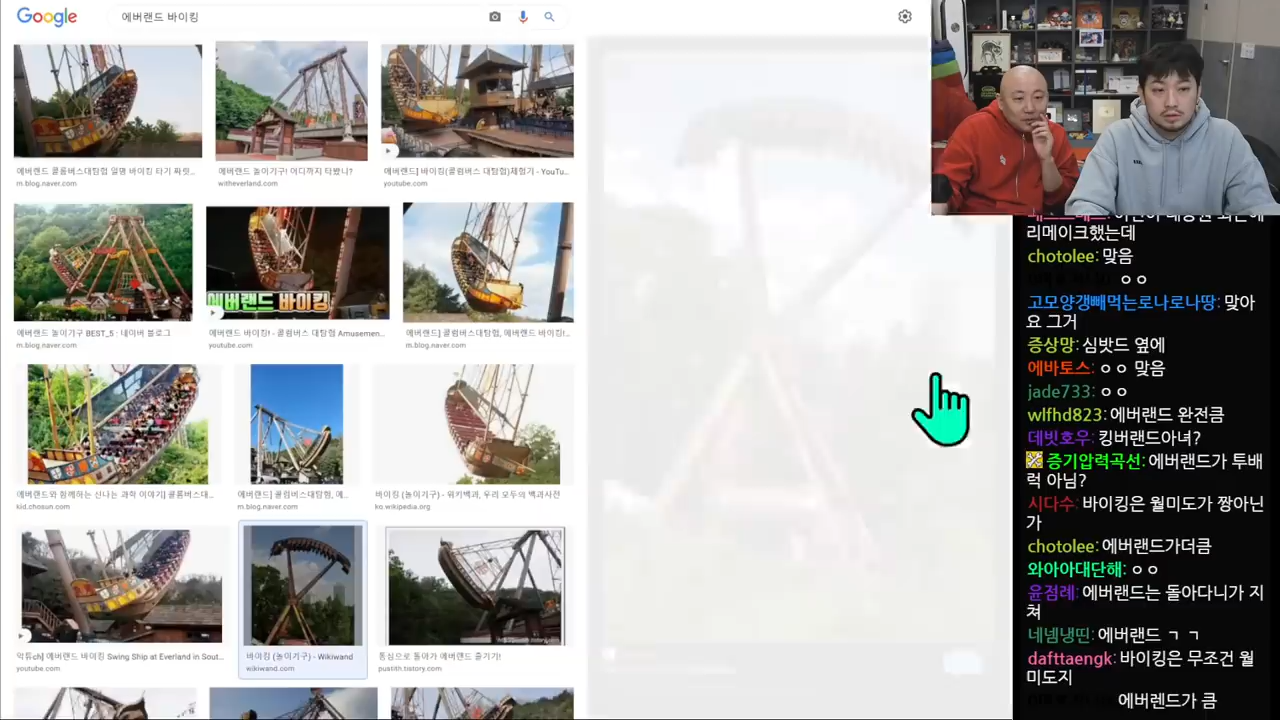 Google
에버랜드 바이킹
에버랜드 콜롬버스대탐험 일명 바이킹 타기 짜릿...
m.blog.naver.com
에버랜드 놀이기구! 어디까지 타봤니?
witheverland.com
에버랜드] 바이킹(콜럼버스 대탐험)체험기 - YouTu...
youtube.com
에버랜드 놀이기구 BEST_5 : 네이버 블로그
m.blog.naver.com
에버랜드 바이킹
에버랜드 바이킹! - 콜럼버스 대탐험 Amusemen...
youtube.com
에버랜드] 콜럼버스대탐험, 에버랜드 바이킹!...
m.blog.naver.com
에버랜드와 함께하는 신나는 과학 이야기] 콜롬버스대...
kid.chosun.com
에버랜드] 콜럼버스대탐험, 에...
m.blog.naver.com
바이킹 (놀이기구) - 위키백과, 우리 모두의 백과사전
ko.wikipedia.org
악튜ch] 에버랜드 바이킹 Swing Ship at Everland in Sout...
youtube.com
바이킹 (놀이기구) - Wikiwand
wikiwand.com
뚱심으로 돌아가 에버랜드 즐기기!
pustith.tistory.com
리메이크했는데
chotolee: 맞음
ㅇㅇ
고모양갱빼먹는로나로나땅: 맞아
요 그거
증상망: 심밧드 옆에
에바토스: ㅇㅇ 맞음
jade733: ㅇㅇ
wlfhd823: 에버랜드 완전큼
데빗호우: 킹버랜드아녀?
증기압력곡선: 에버랜드가 투배
럭 아님?
시다수: 바이킹은 월미도가 짱아닌
가
chotolee: 에버랜드가더큼
와아아대단해: ㅇㅇ
윤점례: 에버랜드는 돌아다니가 지
쳐
네넴냉띤: 에버랜드 ㄱㄱ
dafttaengk: 바이킹은 무조건 월
미도지
에버렌드가 큼